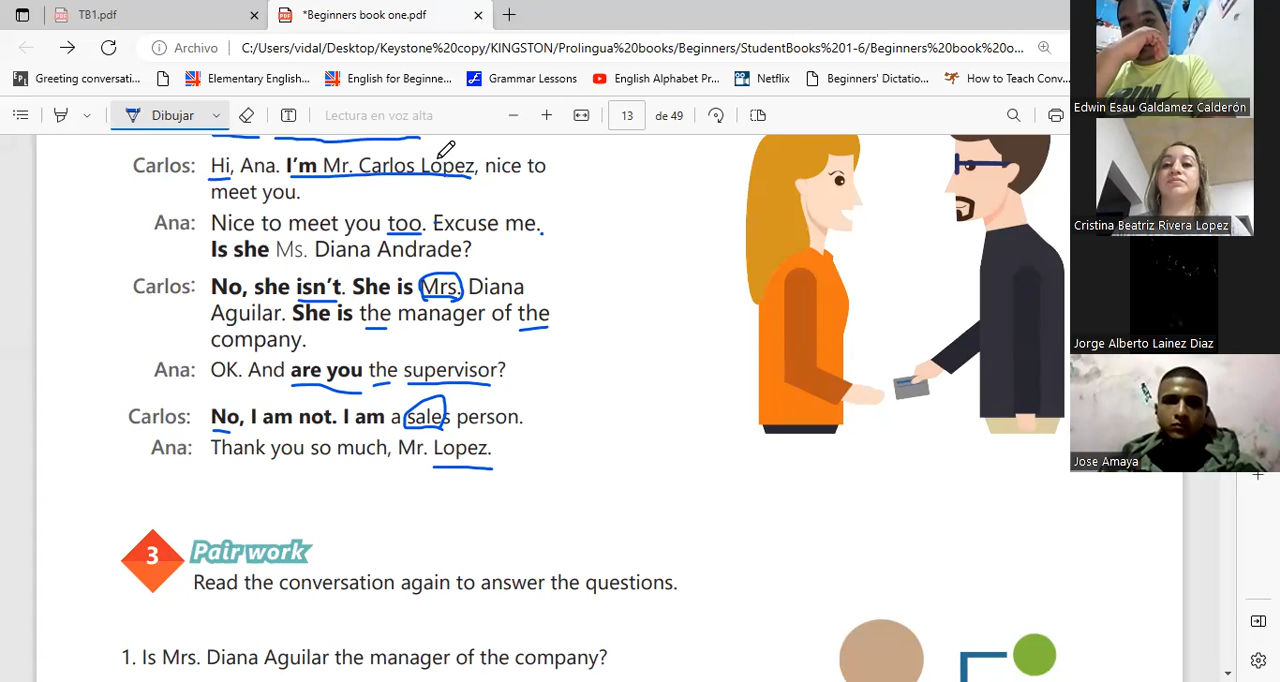 TB1.pdf
*Beginners book one.pdf
Archivo C:/Users/vidal/Desktop/Keystone%20copy/KINGSTON/Prolingua%20books/Beginners/StudentBooks%201-6/Beginners%20book%20o...
Greeting conversati... Elementary English... English for Beginne... Grammar Lessons English Alphabet Pr... Netflix Beginners' Dictatio... How to Teach Conv...
Dibujar Lectura en voz alta 13 de 49
Carlos: Hi, Ana. I'm Mr. Carlos Lopez, nice to
meet you.
Ana: Nice to meet you too. Excuse me.
Is she Ms. Diana Andrade?
Carlos: No, she isn't. She is Mrs. Diana
Aguilar. She is the manager of the
company.
Ana: OK. And are you the supervisor?
Carlos: No, I am not. I am a sales person.
Ana: Thank you so much, Mr. Lopez.
3 Pair work
Read the conversation again to answer the questions.
1. Is Mrs. Diana Aguilar the manager of the company?
Edwin Esau Galdamez Calderón
Cristina Beatriz Rivera Lopez
Jorge Alberto Lainez Diaz
Jose Amaya